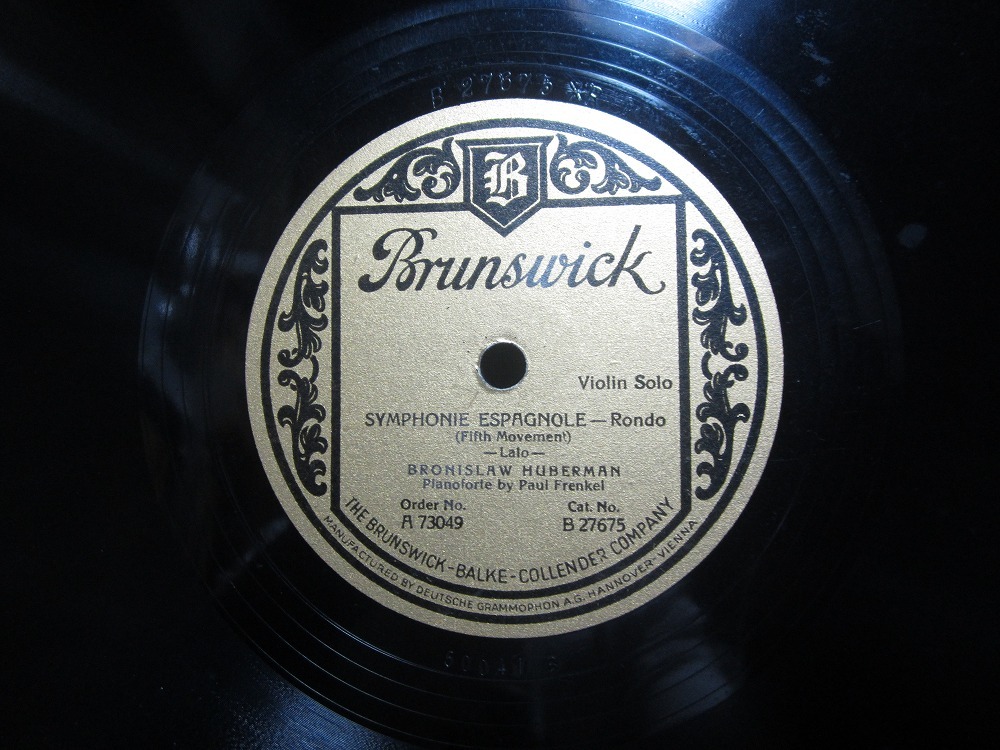 B 27675
B
Brunswick
Violin Solo
SYMPHONIE ESPAGNOLE — Rondo
(Fifth Movement)
— Lalo —
BRONISLAW HUBERMAN
Pianoforte by Paul Frenkel
Order No. Cat. No.
A 73049 B 27675
THE BRUNSWICK-BALKE-COLLENDER COMPANY
MANUFACTURED BY DEUTSCHE GRAMMOPHON A.G. HANNOVER-VIENNA